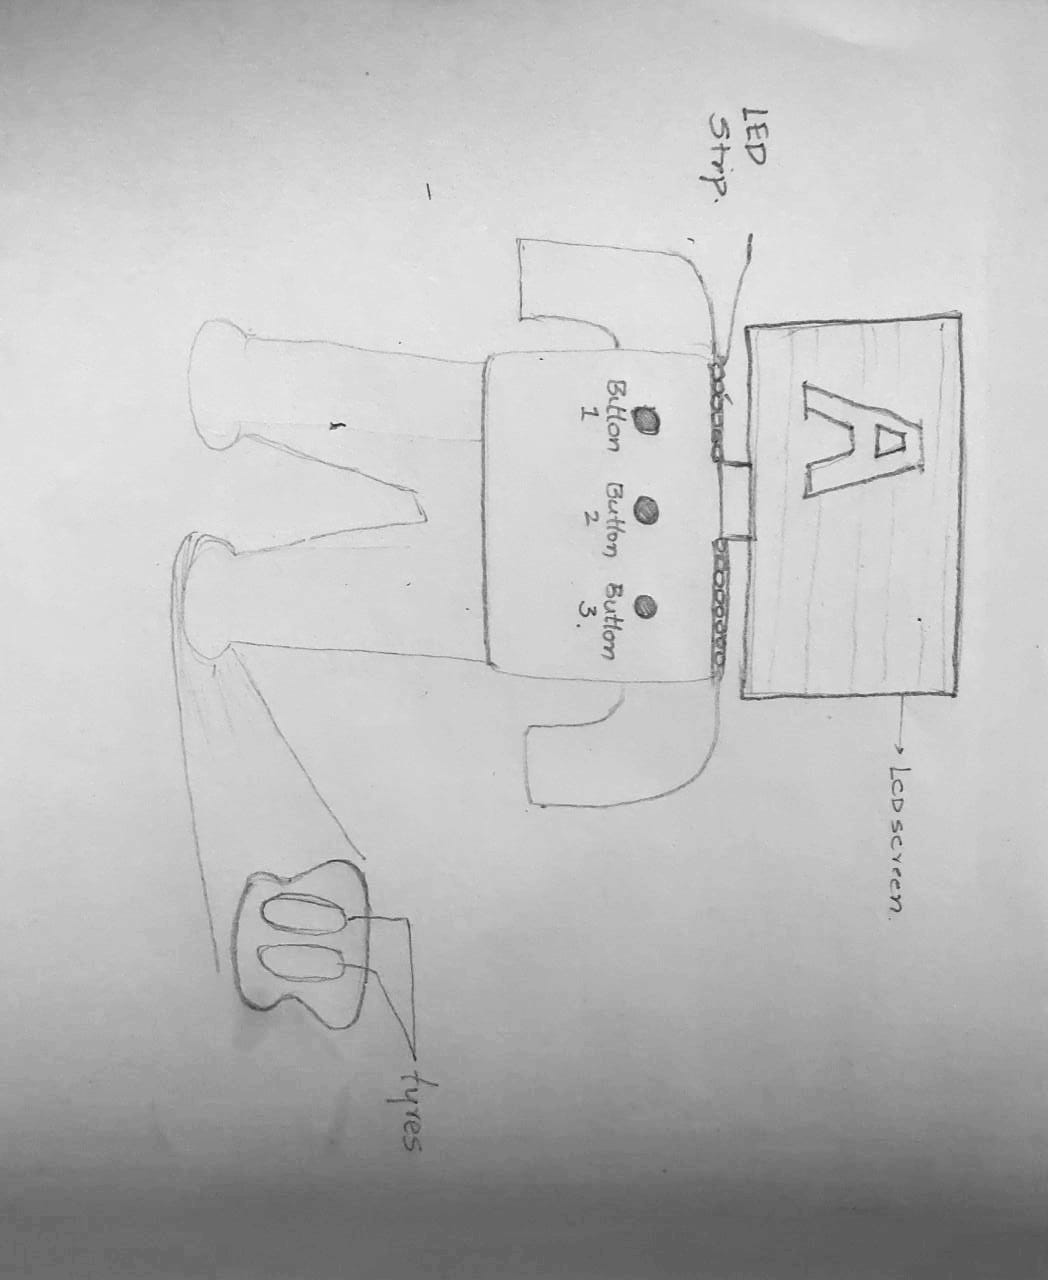 LED
Strip.
A
LCD screen.
Button
1
Button
2
Button
3.
tyres